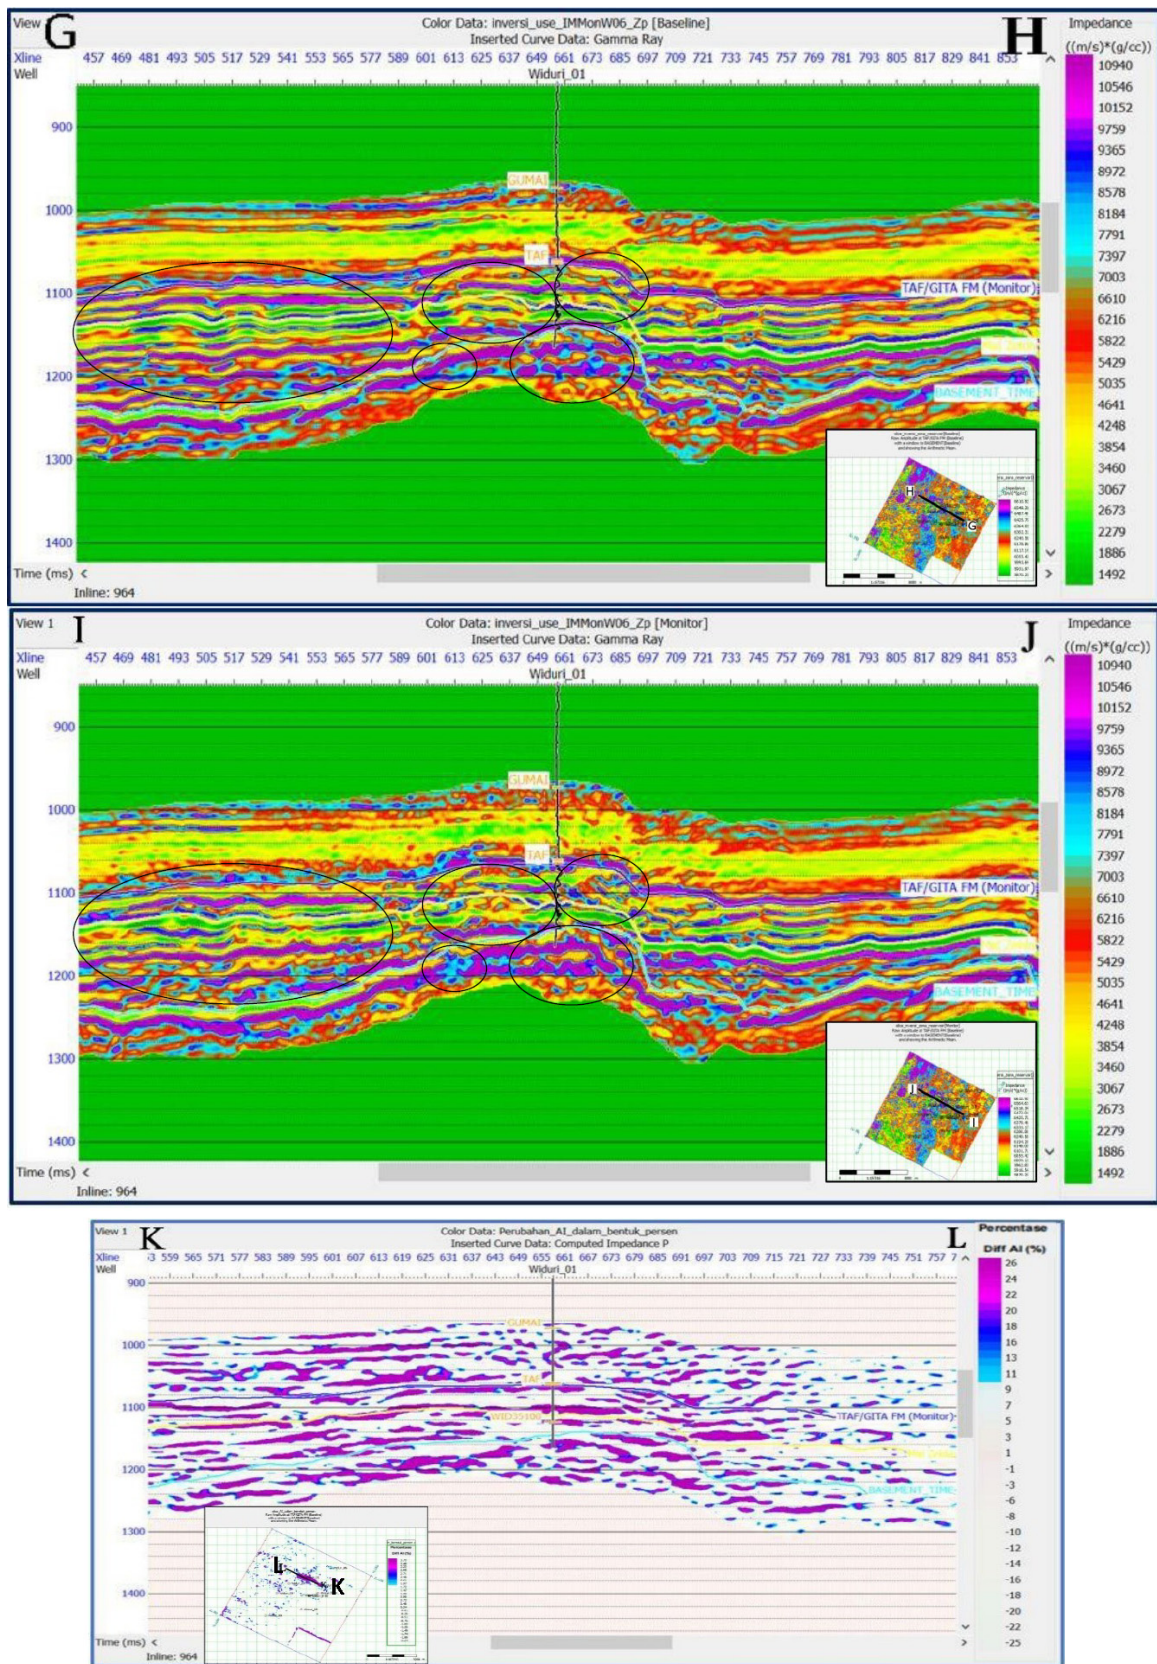 View
G
Color Data: inversi_use_IMMonW06_Zp [Baseline]
Inserted Curve Data: Gamma Ray
H
Impedance
((m/s)*(g/cc))
Xline 457 469 481 493 505 517 529 541 553 565 577 589 601 613 625 637 649 661 673 685 697 709 721 733 745 757 769 781 793 805 817 829 841 853
Well
Widuri_01
900
1000
1100
1200
1300
1400
GUMAI
TAF
TAF/GITA FM (Monitor)
BASEMENT_TIME
H
G
10940
10546
10152
9759
9365
8972
8578
8184
7791
7397
7003
6610
6216
5822
5429
5035
4641
4248
3854
3460
3067
2673
2279
1886
1492
Time (ms) <
>
Inline: 964
View 1
I
Color Data: inversi_use_IMMonW06_Zp [Monitor]
Inserted Curve Data: Gamma Ray
J
Impedance
((m/s)*(g/cc))
Xline 457 469 481 493 505 517 529 541 553 565 577 589 601 613 625 637 649 661 673 685 697 709 721 733 745 757 769 781 793 805 817 829 841 853
Well
Widuri_01
900
1000
1100
1200
1300
1400
GUMAI
TAF
TAF/GITA FM (Monitor)
BASEMENT_TIME
J
I
10940
10546
10152
9759
9365
8972
8578
8184
7791
7397
7003
6610
6216
5822
5429
5035
4641
4248
3854
3460
3067
2673
2279
1886
1492
Time (ms) <
>
Inline: 964
View 1
K
Color Data: Perubahan_AI_dalam_bentuk_persen
Inserted Curve Data: Computed Impedance P
L
Percentase
Diff AI (%)
Xline 559 565 571 577 583 589 595 601 607 613 619 625 631 637 643 649 655 661 667 673 679 685 691 697 703 709 715 721 727 733 739 745 751 757
Well
Widuri_01
900
1000
1100
1200
1300
1400
GUMAI
TAF
WID35100
TAF/GITA FM (Monitor)
BASEMENT_TIME
Percentase
Diff AI (%)
L
K
26
24
22
20
18
16
13
11
9
7
5
3
1
-1
-3
-6
-8
-10
-12
-14
-16
-18
-20
-22
-25
Time (ms) <
>
Inline: 964